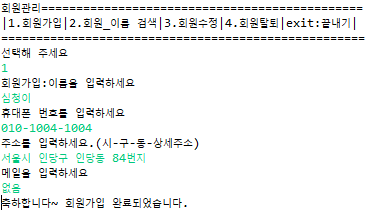 회원관리==============================================
|1.회원가입|2.회원_이름 검색|3.회원수정|4.회원탈퇴|exit:끝내기|
======================================================
선택해 주세요
1
회원가입:이름을 입력하세요
심청이
휴대폰 번호를 입력하세요
010-1004-1004
주소를 입력하세요.(시-구-동-상세주소)
서울시 인당구 인당동 84번지
메일을 입력하세요
없음
축하합니다~ 회원가입 완료되었습니다.